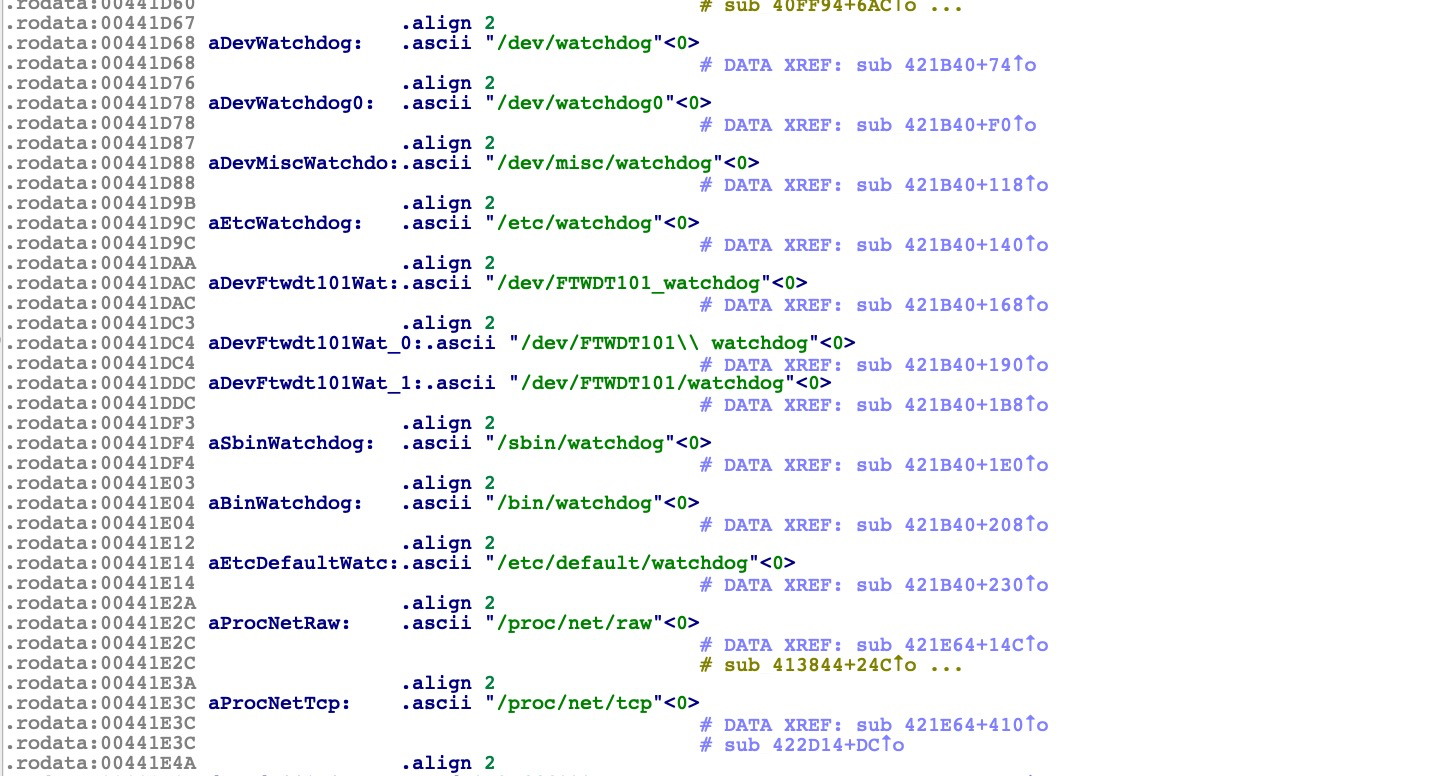 .rodata:00441D60 # sub 40FF94+6AC↑o ...
.rodata:00441D67 .align 2
.rodata:00441D68 aDevWatchdog: .ascii "/dev/watchdog"<0>
.rodata:00441D68 # DATA XREF: sub 421B40+74↑o
.rodata:00441D76 .align 2
.rodata:00441D78 aDevWatchdog0: .ascii "/dev/watchdog0"<0>
.rodata:00441D78 # DATA XREF: sub 421B40+F0↑o
.rodata:00441D87 .align 2
.rodata:00441D88 aDevMiscWatchdo:.ascii "/dev/misc/watchdog"<0>
.rodata:00441D88 # DATA XREF: sub 421B40+118↑o
.rodata:00441D9B .align 2
.rodata:00441D9C aEtcWatchdog: .ascii "/etc/watchdog"<0>
.rodata:00441D9C # DATA XREF: sub 421B40+140↑o
.rodata:00441DAA .align 2
.rodata:00441DAC aDevFtwdt101Wat:.ascii "/dev/FTWDT101_watchdog"<0>
.rodata:00441DAC # DATA XREF: sub 421B40+168↑o
.rodata:00441DC3 .align 2
.rodata:00441DC4 aDevFtwdt101Wat_0:.ascii "/dev/FTWDT101\\ watchdog"<0>
.rodata:00441DC4 # DATA XREF: sub 421B40+190↑o
.rodata:00441DDC aDevFtwdt101Wat_1:.ascii "/dev/FTWDT101/watchdog"<0>
.rodata:00441DDC # DATA XREF: sub 421B40+1B8↑o
.rodata:00441DF3 .align 2
.rodata:00441DF4 aSbinWatchdog: .ascii "/sbin/watchdog"<0>
.rodata:00441DF4 # DATA XREF: sub 421B40+1E0↑o
.rodata:00441E03 .align 2
.rodata:00441E04 aBinWatchdog: .ascii "/bin/watchdog"<0>
.rodata:00441E04 # DATA XREF: sub 421B40+208↑o
.rodata:00441E12 .align 2
.rodata:00441E14 aEtcDefaultWatc:.ascii "/etc/default/watchdog"<0>
.rodata:00441E14 # DATA XREF: sub 421B40+230↑o
.rodata:00441E2A .align 2
.rodata:00441E2C aProcNetRaw: .ascii "/proc/net/raw"<0>
.rodata:00441E2C # DATA XREF: sub 421E64+14C↑o
.rodata:00441E2C # sub 413844+24C↑o ...
.rodata:00441E3A .align 2
.rodata:00441E3C aProcNetTcp: .ascii "/proc/net/tcp"<0>
.rodata:00441E3C # DATA XREF: sub 421E64+410↑o
.rodata:00441E3C # sub 422D14+DC↑o
.rodata:00441E4A .align 2